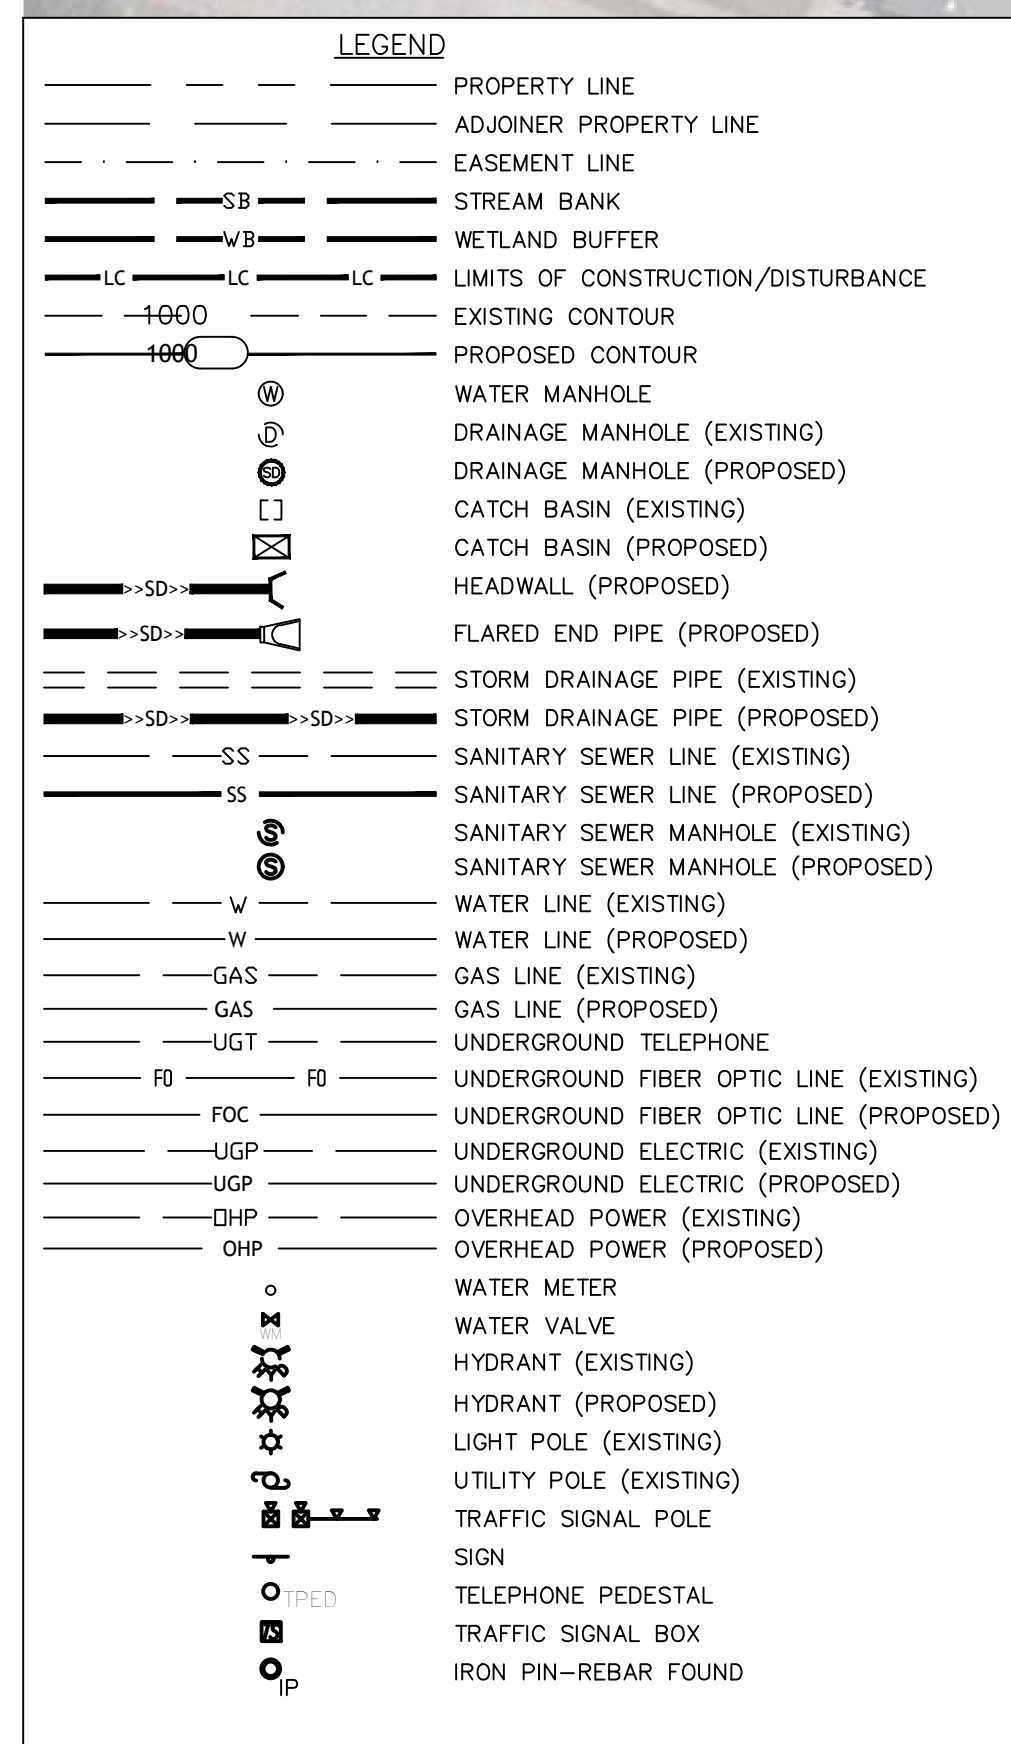 LEGEND
PROPERTY LINE
ADJOINER PROPERTY LINE
EASEMENT LINE
SB STREAM BANK
WB WETLAND BUFFER
LC LC LC LIMITS OF CONSTRUCTION/DISTURBANCE
1000 EXISTING CONTOUR
1000 PROPOSED CONTOUR
W WATER MANHOLE
D DRAINAGE MANHOLE (EXISTING)
SD DRAINAGE MANHOLE (PROPOSED)
CATCH BASIN (EXISTING)
CATCH BASIN (PROPOSED)
>>SD>> HEADWALL (PROPOSED)
>>SD>> FLARED END PIPE (PROPOSED)
STORM DRAINAGE PIPE (EXISTING)
>>SD>> >>SD>> STORM DRAINAGE PIPE (PROPOSED)
SS SANITARY SEWER LINE (EXISTING)
SS SANITARY SEWER LINE (PROPOSED)
S SANITARY SEWER MANHOLE (EXISTING)
S SANITARY SEWER MANHOLE (PROPOSED)
W WATER LINE (EXISTING)
W WATER LINE (PROPOSED)
GAS GAS LINE (EXISTING)
GAS GAS LINE (PROPOSED)
UGT UNDERGROUND TELEPHONE
FO FO UNDERGROUND FIBER OPTIC LINE (EXISTING)
FOC UNDERGROUND FIBER OPTIC LINE (PROPOSED)
UGP UNDERGROUND ELECTRIC (EXISTING)
UGP UNDERGROUND ELECTRIC (PROPOSED)
OHP OVERHEAD POWER (EXISTING)
OHP OVERHEAD POWER (PROPOSED)
WATER METER
WM WATER VALVE
HYDRANT (EXISTING)
HYDRANT (PROPOSED)
LIGHT POLE (EXISTING)
UTILITY POLE (EXISTING)
TRAFFIC SIGNAL POLE
SIGN
TPED TELEPHONE PEDESTAL
TS TRAFFIC SIGNAL BOX
IP IRON PIN-REBAR FOUND